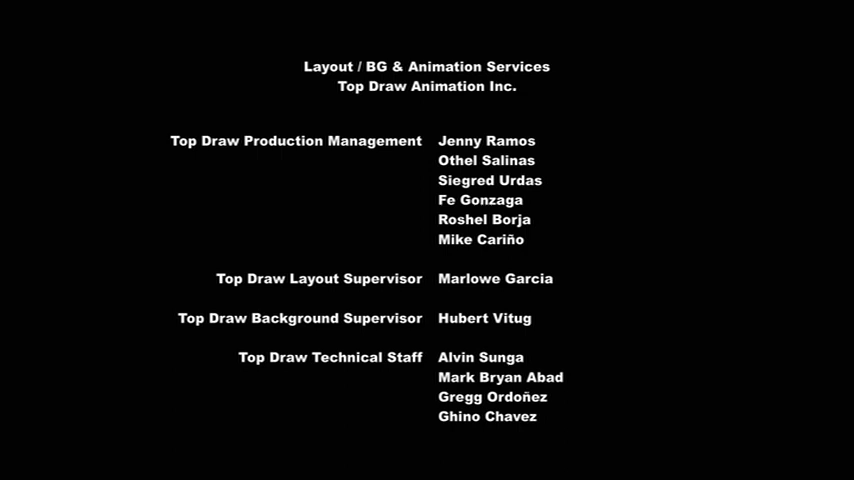 Layout / BG & Animation Services
Top Draw Animation Inc.
Top Draw Production Management Jenny Ramos
Othel Salinas
Siegred Urdas
Fe Gonzaga
Roshel Borja
Mike Cariño
Top Draw Layout Supervisor Marlowe Garcia
Top Draw Background Supervisor Hubert Vitug
Top Draw Technical Staff Alvin Sunga
Mark Bryan Abad
Gregg Ordoñez
Ghino Chavez